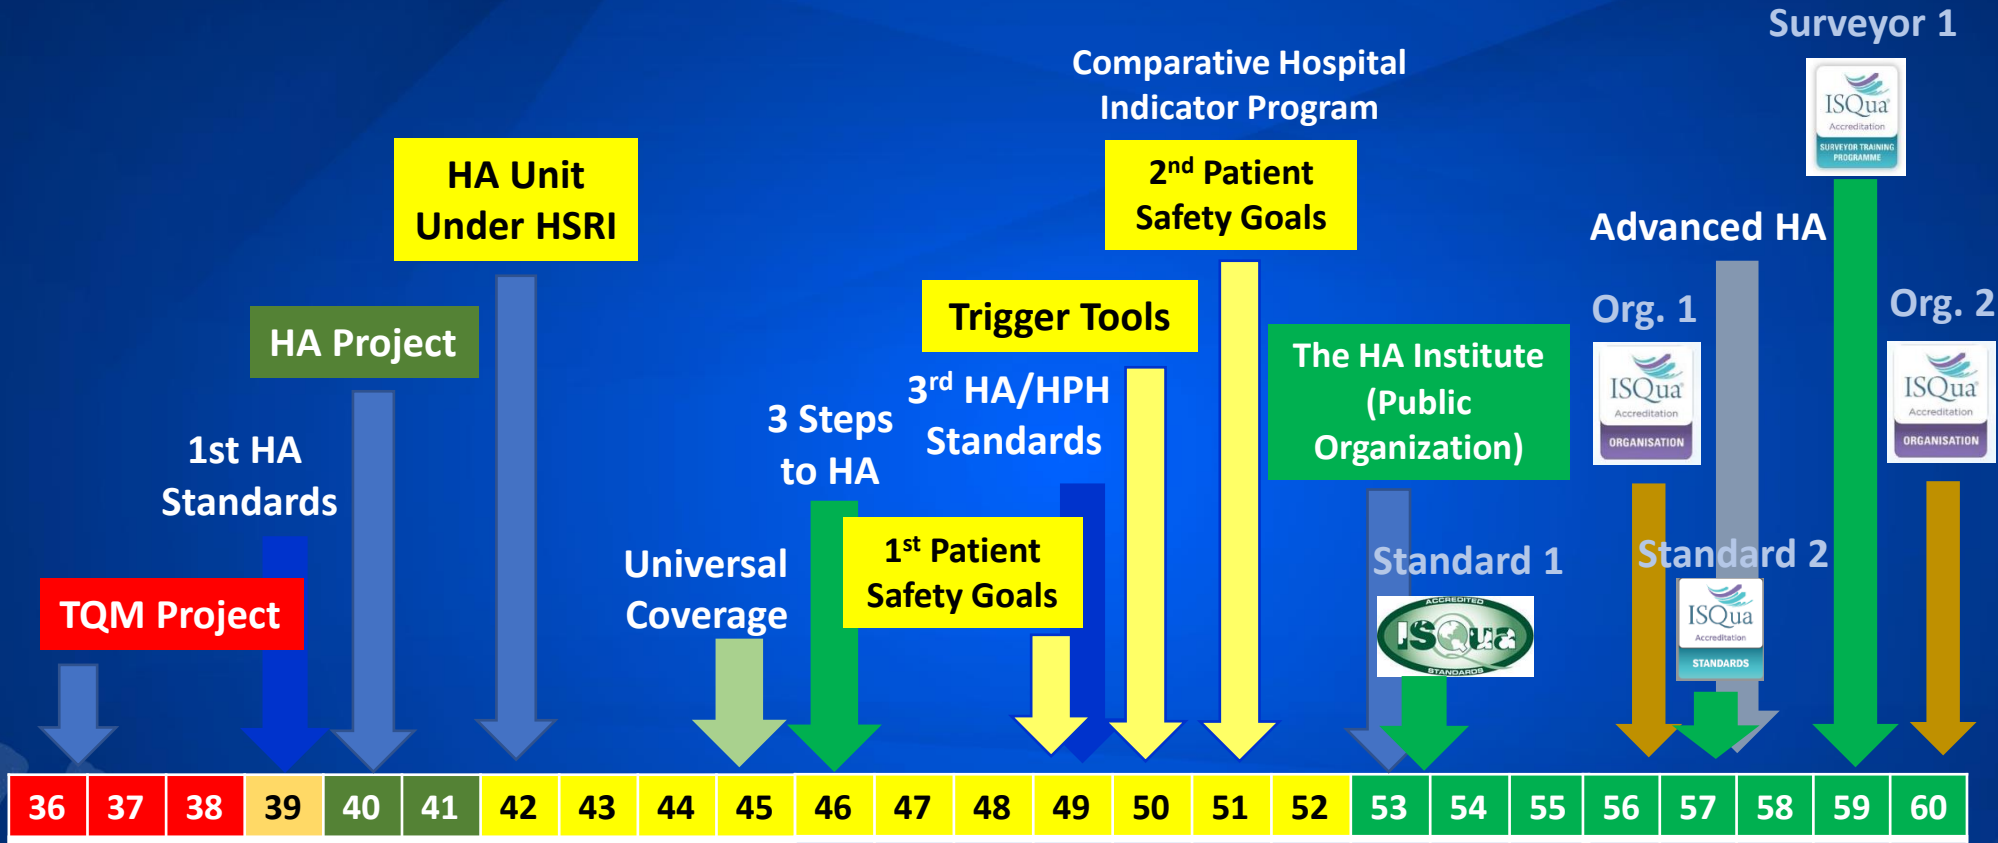 Surveyor 1
ISQua
Accreditation
SURVEYOR TRAINING
PROGRAMME
Comparative Hospital
Indicator Program
2nd Patient
Safety Goals
HA Unit
Under HSRI
Advanced HA
Trigger Tools
Org. 1
ISQua
Accreditation
ORGANISATION
Org. 2
ISQua
Accreditation
ORGANISATION
HA Project
The HA Institute
(Public
Organization)
3rd HA/HPH
Standards
3 Steps
to HA
1st HA
Standards
1st Patient
Safety Goals
Universal
Coverage
Standard 1
ACCREDITED
ISQua
STANDARDS
Standard 2
ISQua
Accreditation
STANDARDS
TQM Project
36 37 38 39 40 41 42 43 44 45 46 47 48 49 50 51 52 53 54 55 56 57 58 59 60